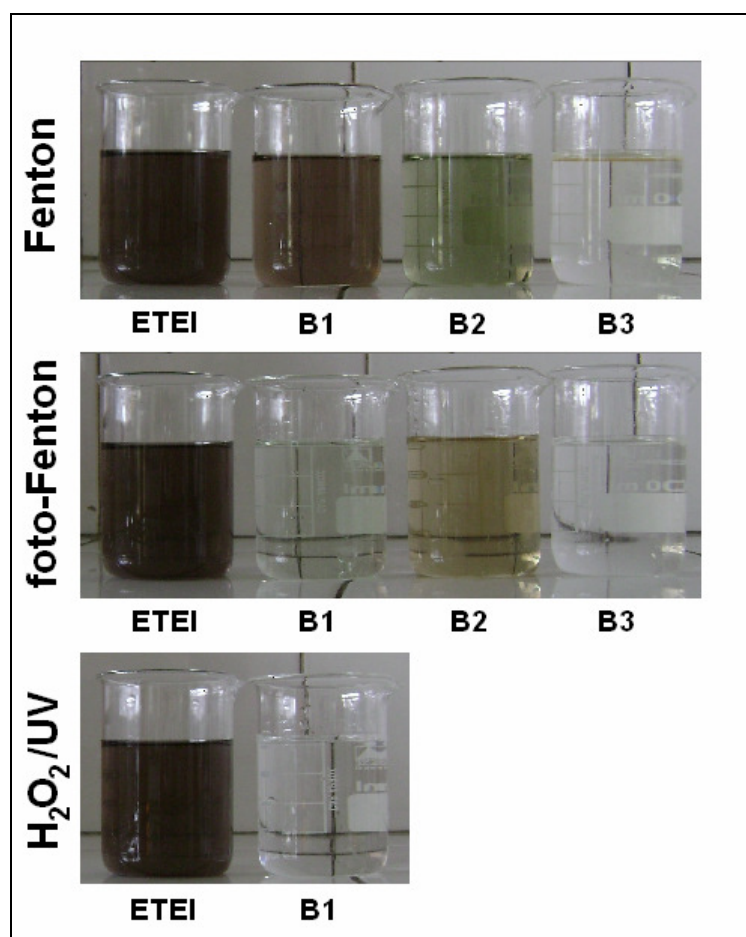 Fenton
ETEI B1 B2 B3
foto-Fenton
ETEI B1 B2 B3
H₂O₂/UV
ETEI B1